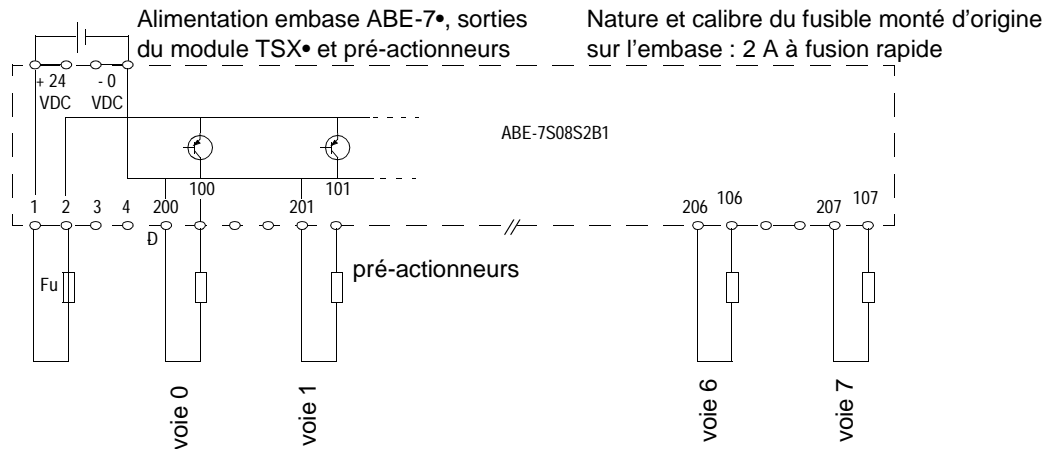 Alimentation embase ABE-7•, sorties
du module TSX• et pré-actionneurs
Nature et calibre du fusible monté d'origine
sur l'embase : 2 A à fusion rapide
+ 24 - 0
VDC VDC
ABE-7S08S2B1
100 101
1 2 3 4 200 201 206 106 207 107
Đ
pré-actionneurs
Fu
voie 0
voie 1
voie 6
voie 7